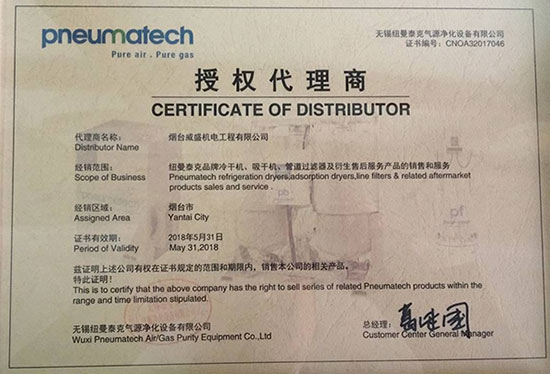 pneumatech
Pure air . Pure gas
无锡纽曼泰克气源净化设备有限公司
证书编号：CNOA32017046
授权代理商
CERTIFICATE OF DISTRIBUTOR
代理商名称：
烟台威盛机电工程有限公司
Distributor Name
经销范围：
纽曼泰克品牌冷干机、吸干机、管道过滤器及衍生售后服务产品的销售和服务
Scope of Business
Pneumatech refrigeration dryers,adsorption dryers,line filters & related aftermarket
products sales and service .
经销区域：
烟台市
Assigned Area
Yantai City
证书有效期：
2018年5月31日
Period of Validity
May 31,2018
兹证明上述公司有权在证书规定的范围和期限内，销售本公司的相关产品。
特此证明！
This is to certify that the above company has the right to sell series of related Pneumatech products within the
range and time limitation stipulated.
无锡纽曼泰克气源净化设备有限公司
总经理：
Wuxi Pneumatech Air/Gas Purity Equipment Co.,Ltd
Customer Center General Manager